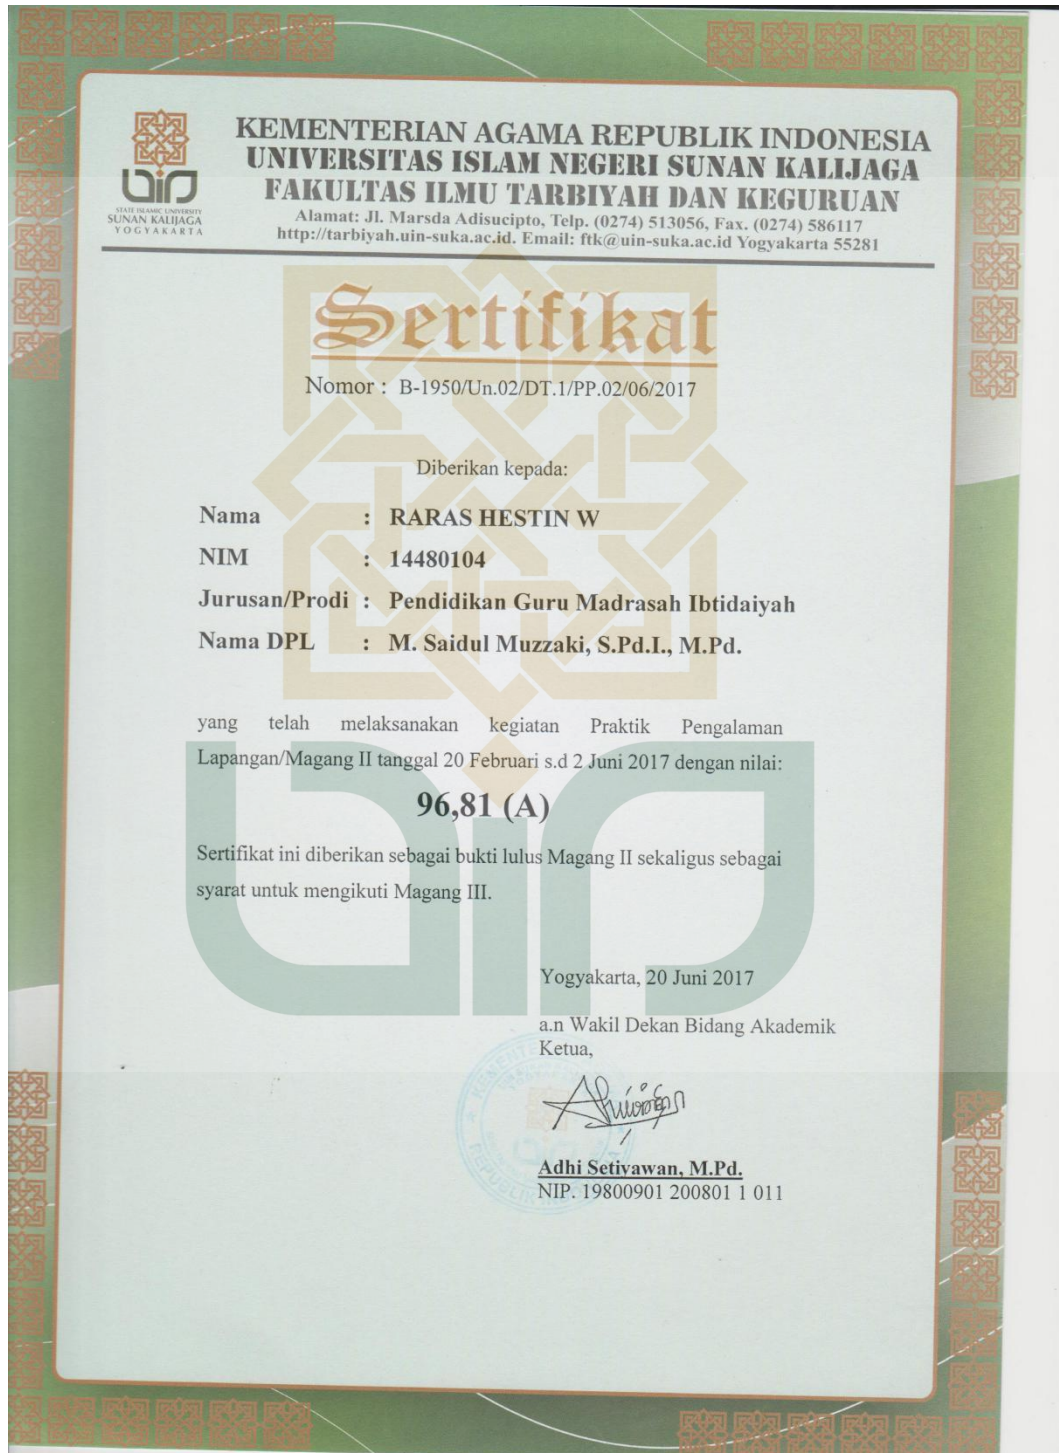 KEMENTERIAN AGAMA REPUBLIK INDONESIA
UNIVERSITAS ISLAM NEGERI SUNAN KALIJAGA
FAKULTAS ILMU TARBIYAH DAN KEGURUAN
Alamat: Jl. Marsda Adisucipto, Telp. (0274) 513056, Fax. (0274) 586117
http://tarbiyah.uin-suka.ac.id. Email: ftk@uin-suka.ac.id Yogyakarta 55281
uin
STATE ISLAMIC UNIVERSITY
SUNAN KALIJAGA
YOGYAKARTA
Sertifikat
Nomor : B-1950/Un.02/DT.1/PP.02/06/2017
Diberikan kepada:
Nama : RARAS HESTIN W
NIM : 14480104
Jurusan/Prodi : Pendidikan Guru Madrasah Ibtidaiyah
Nama DPL : M. Saidul Muzzaki, S.Pd.I., M.Pd.
yang telah melaksanakan kegiatan Praktik Pengalaman
Lapangan/Magang II tanggal 20 Februari s.d 2 Juni 2017 dengan nilai:
96,81 (A)
Sertifikat ini diberikan sebagai bukti lulus Magang II sekaligus sebagai
syarat untuk mengikuti Magang III.
Yogyakarta, 20 Juni 2017
a.n Wakil Dekan Bidang Akademik
Ketua,
Adhi Setiyawan, M.Pd.
NIP. 19800901 200801 1 011